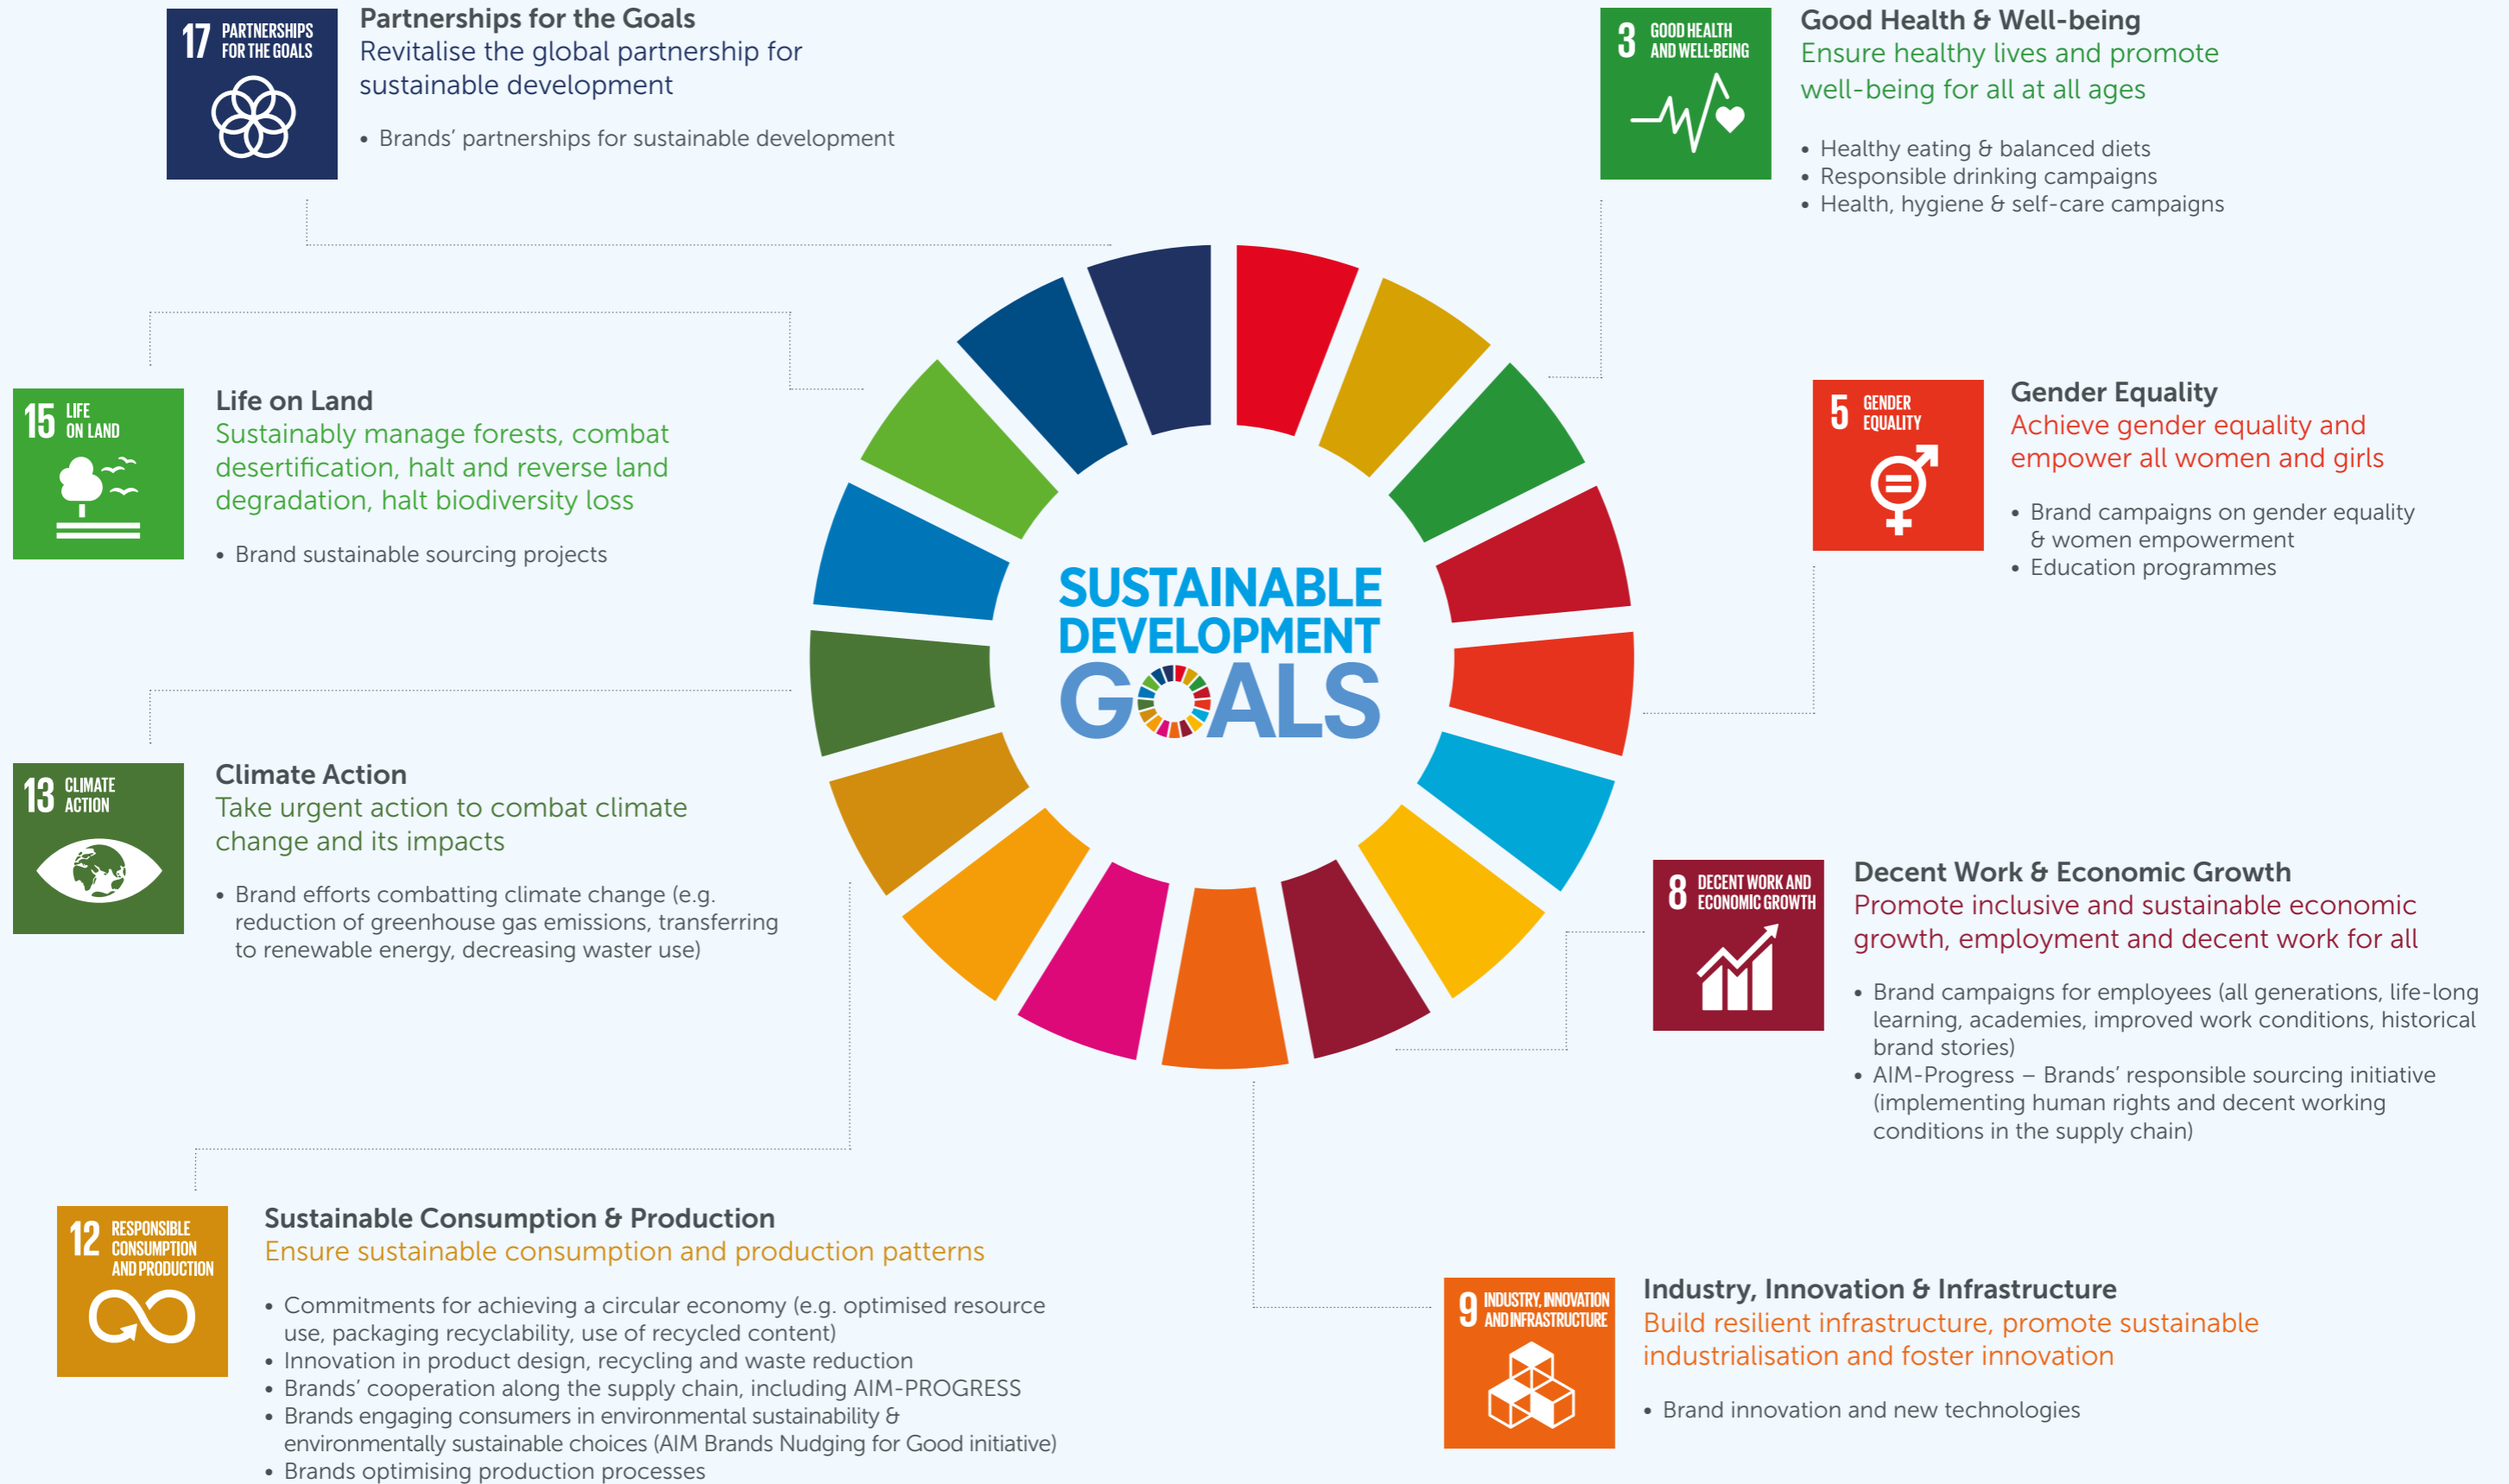 17 PARTNERSHIPS
FOR THE GOALS
Partnerships for the Goals
Revitalise the global partnership for
sustainable development
• Brands' partnerships for sustainable development
3 GOOD HEALTH
AND WELL-BEING
Good Health & Well-being
Ensure healthy lives and promote
well-being for all at all ages
• Healthy eating & balanced diets
• Responsible drinking campaigns
• Health, hygiene & self-care campaigns
15 LIFE
ON LAND
Life on Land
Sustainably manage forests, combat
desertification, halt and reverse land
degradation, halt biodiversity loss
• Brand sustainable sourcing projects
5 GENDER
EQUALITY
Gender Equality
Achieve gender equality and
empower all women and girls
• Brand campaigns on gender equality
& women empowerment
• Education programmes
SUSTAINABLE
DEVELOPMENT
GOALS
13 CLIMATE
ACTION
Climate Action
Take urgent action to combat climate
change and its impacts
• Brand efforts combatting climate change (e.g.
reduction of greenhouse gas emissions, transferring
to renewable energy, decreasing waster use)
8 DECENT WORK AND
ECONOMIC GROWTH
Decent Work & Economic Growth
Promote inclusive and sustainable economic
growth, employment and decent work for all
• Brand campaigns for employees (all generations, life-long
learning, academies, improved work conditions, historical
brand stories)
• AIM-Progress – Brands' responsible sourcing initiative
(implementing human rights and decent working
conditions in the supply chain)
12 RESPONSIBLE
CONSUMPTION
AND PRODUCTION
Sustainable Consumption & Production
Ensure sustainable consumption and production patterns
• Commitments for achieving a circular economy (e.g. optimised resource
use, packaging recyclability, use of recycled content)
• Innovation in product design, recycling and waste reduction
• Brands' cooperation along the supply chain, including AIM-PROGRESS
• Brands engaging consumers in environmental sustainability &
environmentally sustainable choices (AIM Brands Nudging for Good initiative)
• Brands optimising production processes
9 INDUSTRY, INNOVATION
AND INFRASTRUCTURE
Industry, Innovation & Infrastructure
Build resilient infrastructure, promote sustainable
industrialisation and foster innovation
• Brand innovation and new technologies